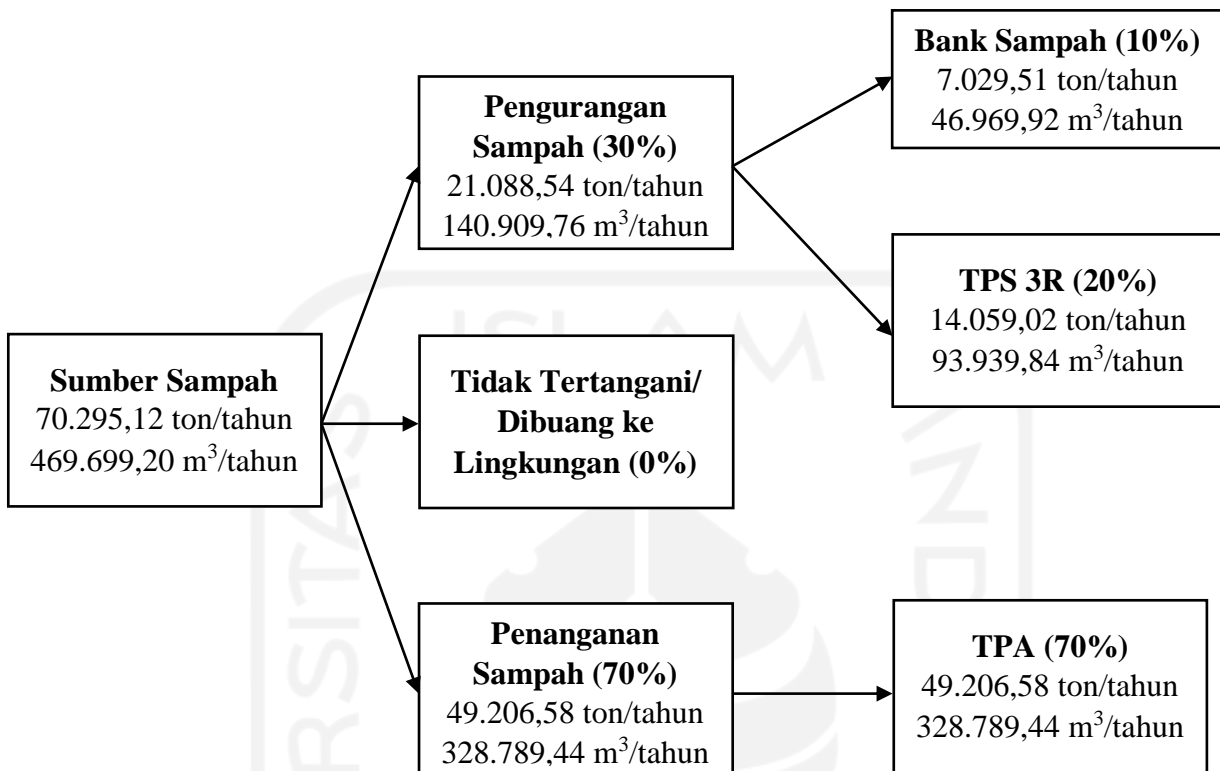 Sumber Sampah
70.295,12 ton/tahun
469.699,20 m³/tahun
Pengurangan
Sampah (30%)
21.088,54 ton/tahun
140.909,76 m³/tahun
Tidak Tertangani/
Dibuang ke
Lingkungan (0%)
Penanganan
Sampah (70%)
49.206,58 ton/tahun
328.789,44 m³/tahun
Bank Sampah (10%)
7.029,51 ton/tahun
46.969,92 m³/tahun
TPS 3R (20%)
14.059,02 ton/tahun
93.939,84 m³/tahun
TPA (70%)
49.206,58 ton/tahun
328.789,44 m³/tahun
ISLAM
RSITAS
IND